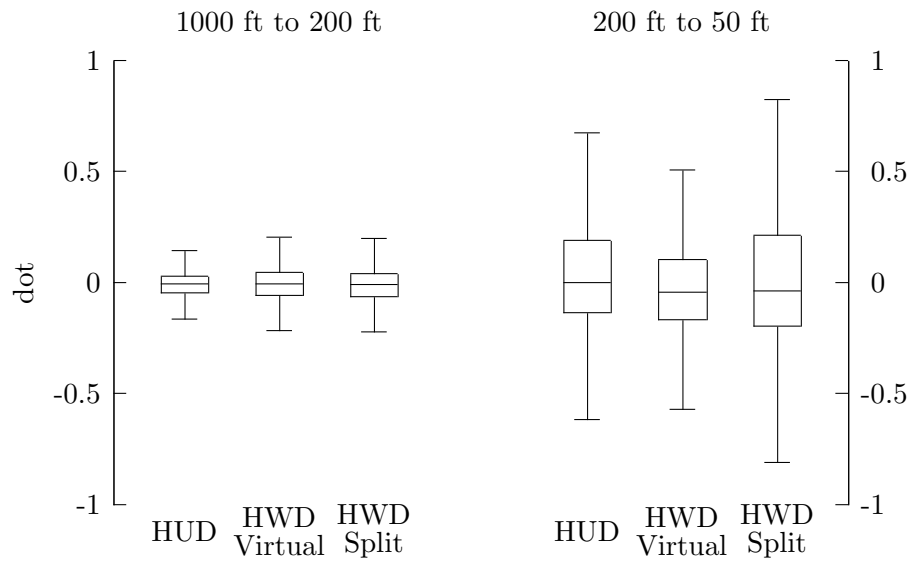 1000 ft to 200 ft
200 ft to 50 ft
1
0.5
0
-0.5
-1
dot
1
0.5
0
-0.5
-1
HUD
HWD
Virtual
HWD
Split
HUD
HWD
Virtual
HWD
Split